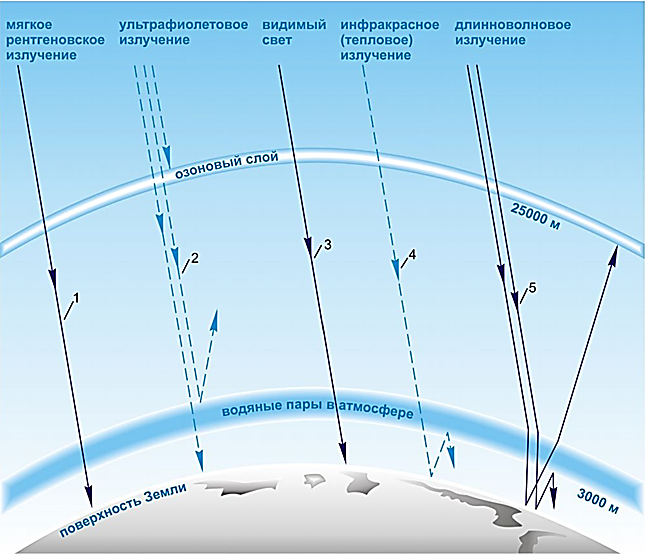 мягкое
рентгеновское
излучение
ультрафиолетовое
излучение
видимый
свет
инфракрасное
(тепловое)
излучение
длинноволновое
излучение
озоновый слой
25000 м
1
2
3
4
5
водяные пары в атмосфере
поверхность Земли
3000 м